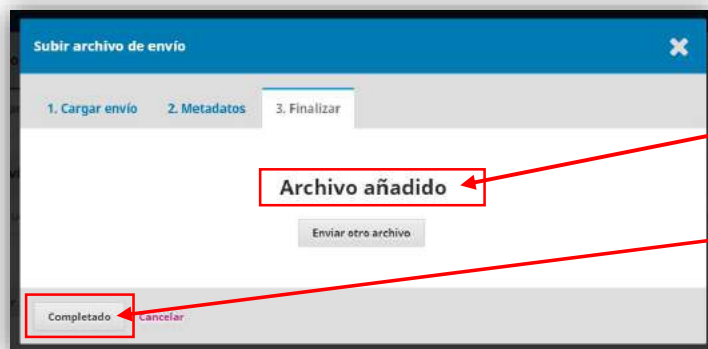 Subir archivo de envío
1. Cargar envío 2. Metadatos 3. Finalizar
Archivo añadido
Enviar otro archivo
Completado Cancelar